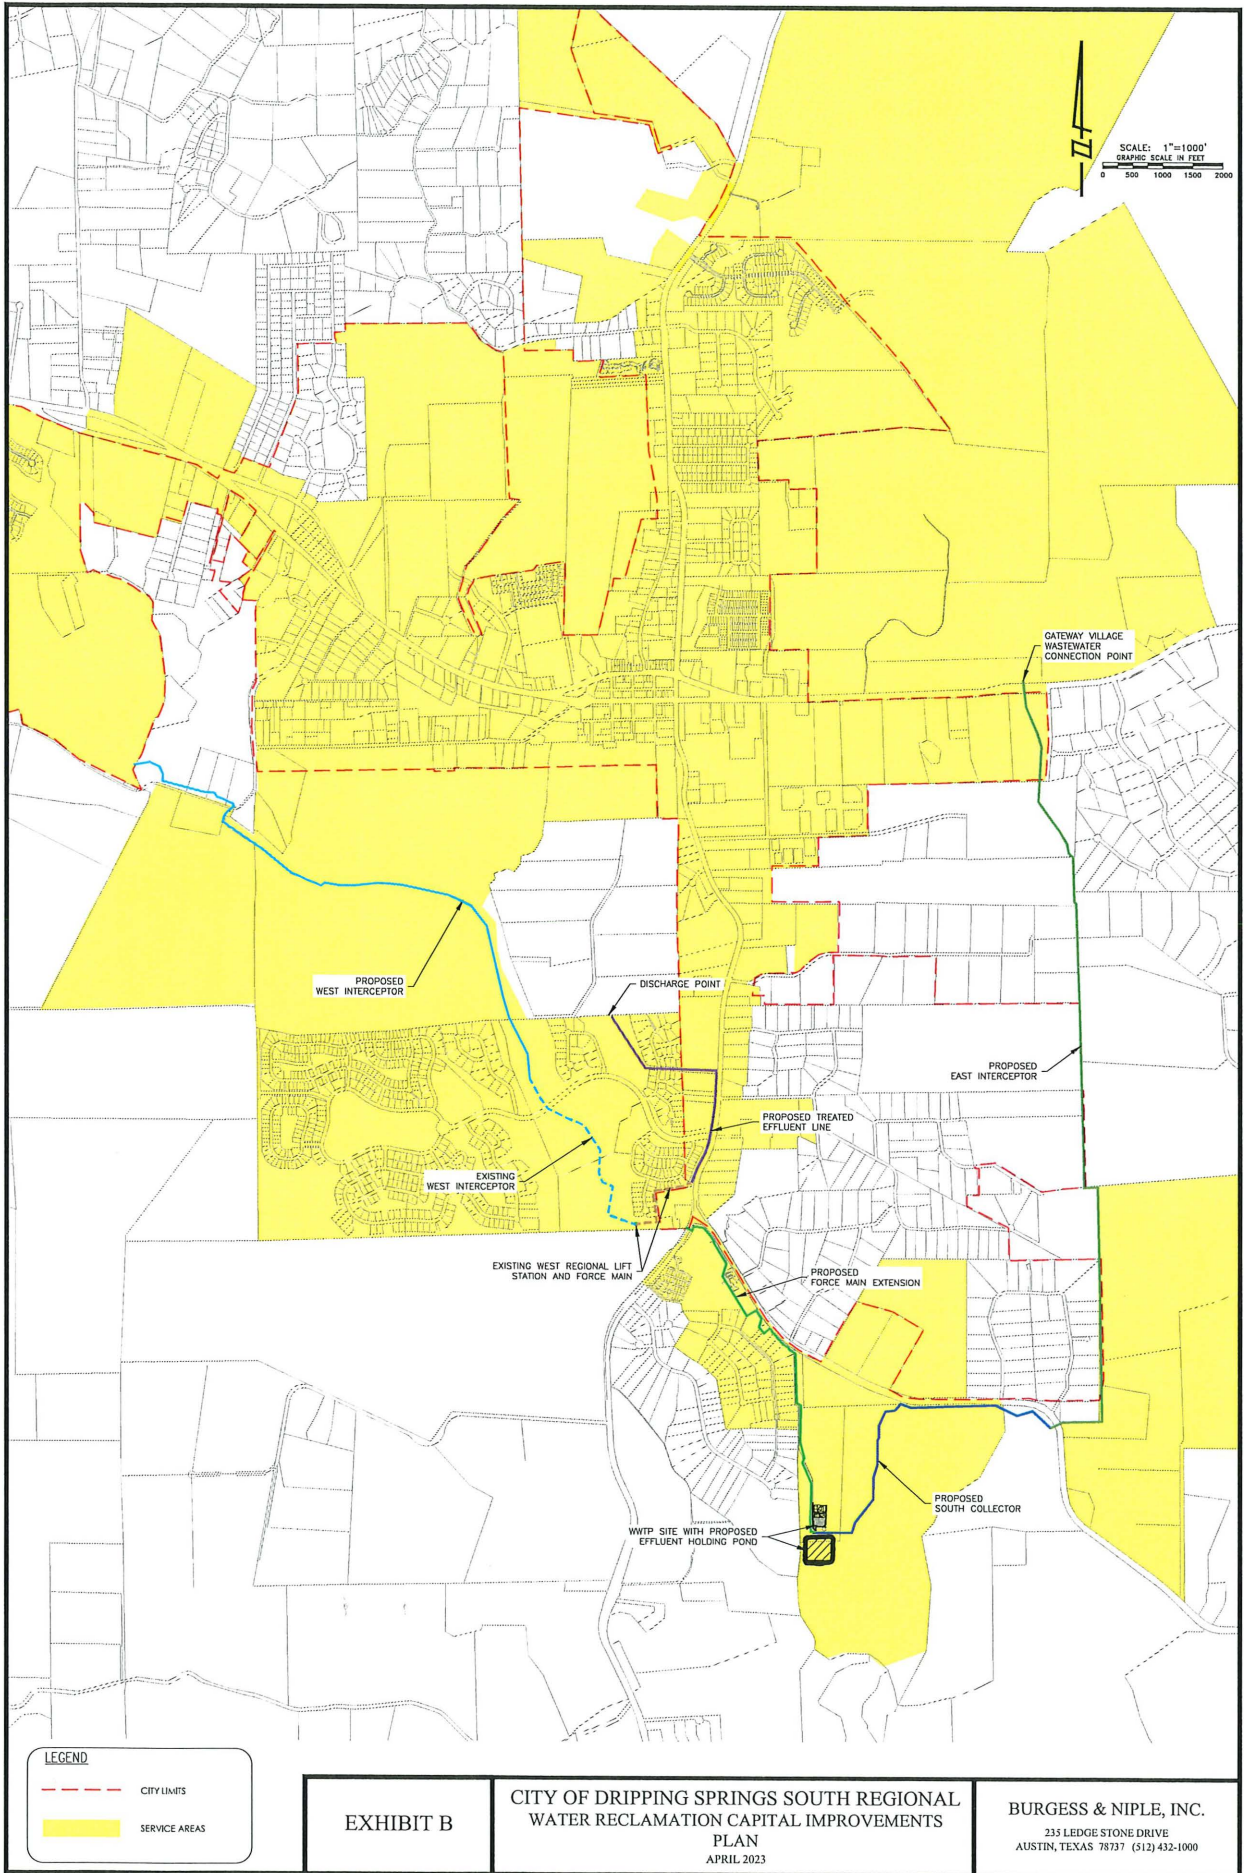 SCALE: 1"=1000'
GRAPHIC SCALE IN FEET
0 500 1000 1500 2000
GATEWAY VILLAGE
WASTEWATER
CONNECTION POINT
PROPOSED
WEST INTERCEPTOR
DISCHARGE POINT
PROPOSED
EAST INTERCEPTOR
PROPOSED TREATED
EFFLUENT LINE
EXISTING
WEST INTERCEPTOR
EXISTING WEST REGIONAL LIFT
STATION AND FORCE MAIN
PROPOSED
FORCE MAIN EXTENSION
PROPOSED
SOUTH COLLECTOR
WWTP SITE WITH PROPOSED
EFFLUENT HOLDING POND
LEGEND
CITY LIMITS
SERVICE AREAS
EXHIBIT B
CITY OF DRIPPING SPRINGS SOUTH REGIONAL
WATER RECLAMATION CAPITAL IMPROVEMENTS
PLAN
APRIL 2023
BURGESS & NIPLE, INC.
235 LEDGE STONE DRIVE
AUSTIN, TEXAS 78737 (512) 432-1000